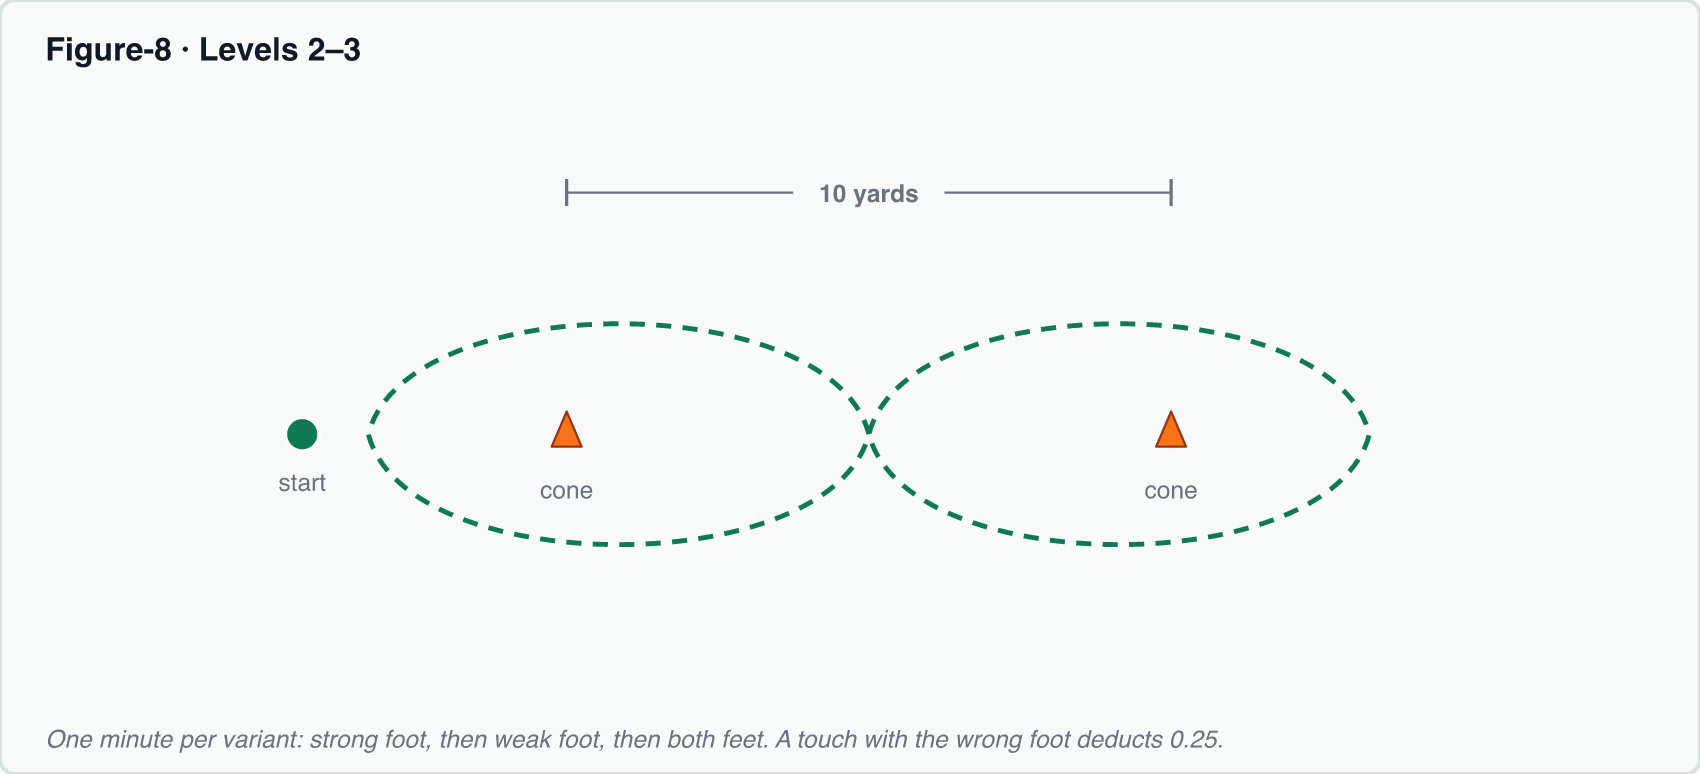 Figure-8 · Levels 2–3
10 yards
start
cone
cone
One minute per variant: strong foot, then weak foot, then both feet. A touch with the wrong foot deducts 0.25.